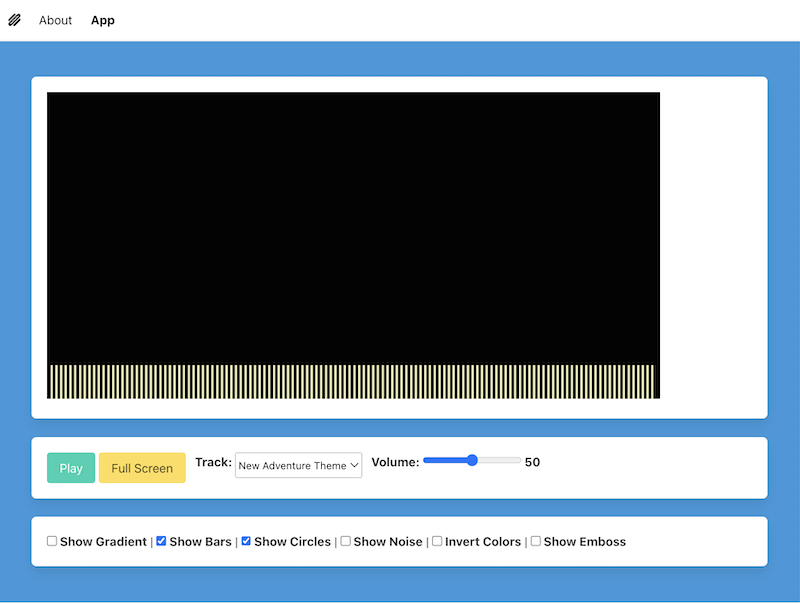 About App
Play Full Screen Track: New Adventure Theme Volume: 50
Show Gradient | Show Bars | Show Circles | Show Noise | Invert Colors | Show Emboss